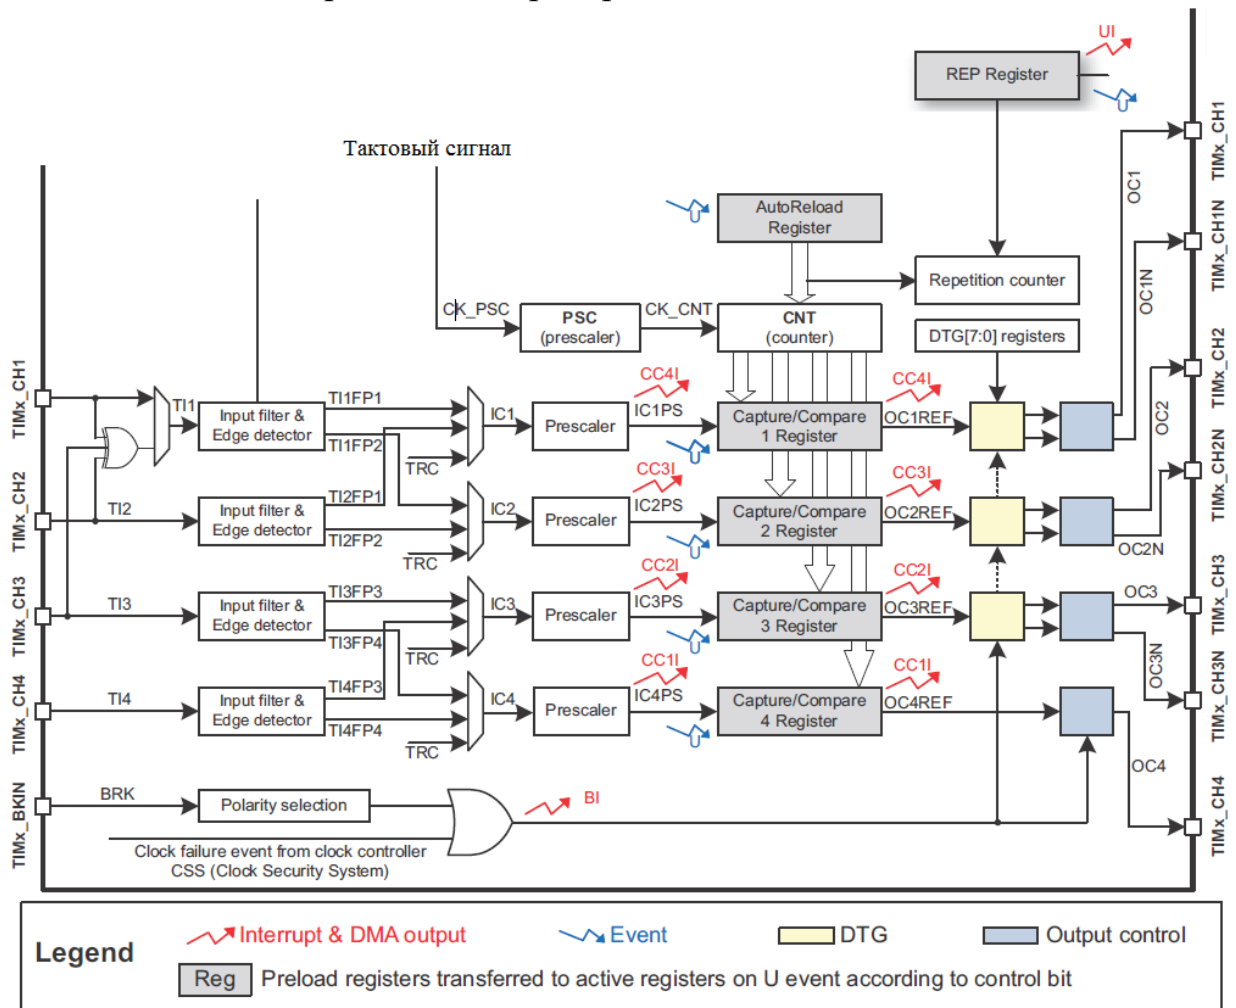 UI
REP Register
U
Тактовый сигнал
AutoReload
Register
U
Repetition counter
CK_PSC
PSC
(prescaler)
CK_CNT
CNT
(counter)
DTG[7:0] registers
TIMx_CH1
TI1
Input filter &
Edge detector
TI1FP1
TI1FP2
TRC
IC1
Prescaler
CC4I
IC1PS
U
Capture/Compare
1 Register
CC4I
OC1REF
OC1
TIMx_CH1
OC1N
TIMx_CH1N
TIMx_CH2
TI2
Input filter &
Edge detector
TI2FP1
TI2FP2
TRC
IC2
Prescaler
CC3I
IC2PS
U
Capture/Compare
2 Register
CC3I
OC2REF
OC2
TIMx_CH2
OC2N
TIMx_CH2N
TIMx_CH3
TI3
Input filter &
Edge detector
TI3FP3
TI3FP4
TRC
IC3
Prescaler
CC2I
IC3PS
U
Capture/Compare
3 Register
CC2I
OC3REF
OC3
TIMx_CH3
OC3N
TIMx_CH3N
TIMx_CH4
TI4
Input filter &
Edge detector
TI4FP3
TI4FP4
TRC
IC4
Prescaler
CC1I
IC4PS
U
Capture/Compare
4 Register
CC1I
OC4REF
OC4
TIMx_CH4
TIMx_BKIN
BRK
Polarity selection
BI
Clock failure event from clock controller
CSS (Clock Security System)
Legend
Interrupt & DMA output
Event
DTG
Output control
Reg
Preload registers transferred to active registers on U event according to control bit